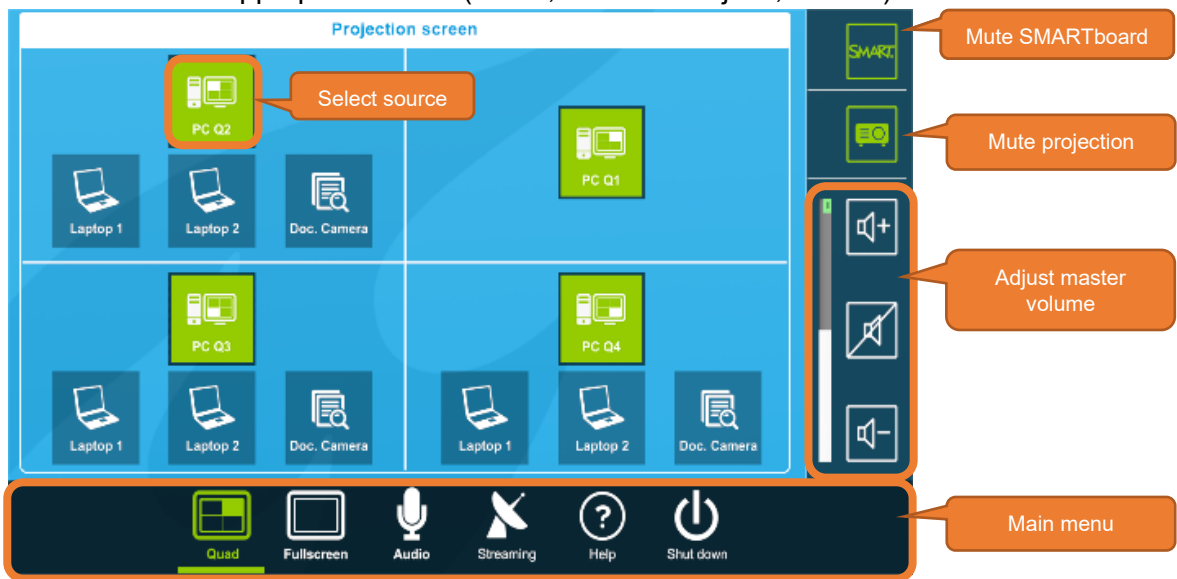 Projection screen
Mute SMARTboard
SMART
PC Q2
Select source
PC Q1
Mute projection
Laptop 1
Laptop 2
Doc. Camera
Adjust master
volume
PC Q3
PC Q4
Laptop 1
Laptop 2
Doc. Camera
Laptop 1
Laptop 2
Doc. Camera
Main menu
Quad
Fullscreen
Audio
Streaming
Help
Shut down